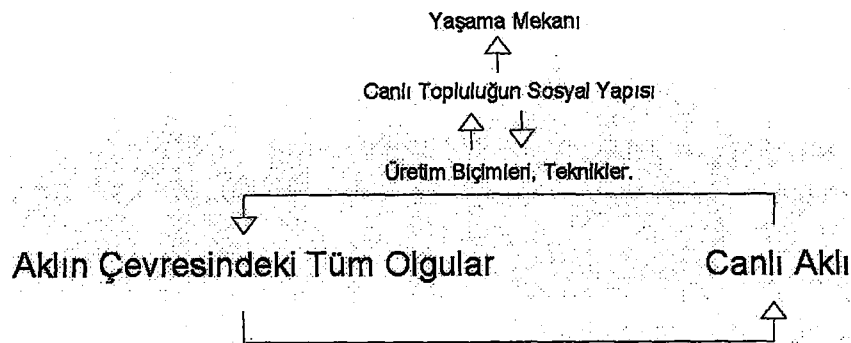 Yaşama Mekanı
Canlı Topluluğun Sosyal Yapısı
Üretim Biçimleri, Teknikler.
Aklın Çevresindeki Tüm Olgular
Canlı Aklı